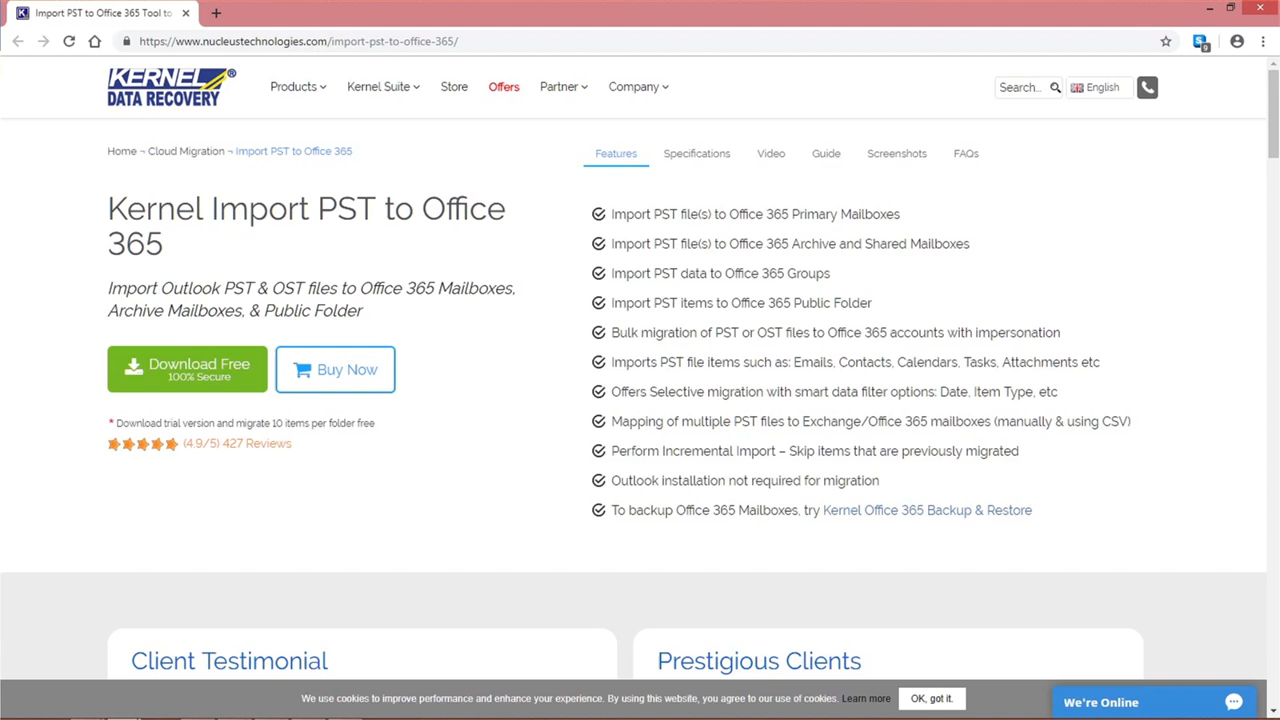 Import PST to Office 365 Tool to
https://www.nucleustechnologies.com/import-pst-to-office-365/
9
KERNEL®
DATA RECOVERY
Products
Kernel Suite
Store
Offers
Partner
Company
Search...
English
Home ¬ Cloud Migration ¬ Import PST to Office 365
Features
Specifications
Video
Guide
Screenshots
FAQs
Kernel Import PST to Office
365
Import Outlook PST & OST files to Office 365 Mailboxes,
Archive Mailboxes, & Public Folder
Download Free
100% Secure
Buy Now
* Download trial version and migrate 10 items per folder free
(4.9/5) 427 Reviews
Import PST file(s) to Office 365 Primary Mailboxes
Import PST file(s) to Office 365 Archive and Shared Mailboxes
Import PST data to Office 365 Groups
Import PST items to Office 365 Public Folder
Bulk migration of PST or OST files to Office 365 accounts with impersonation
Imports PST file items such as: Emails, Contacts, Calendars, Tasks, Attachments etc
Offers Selective migration with smart data filter options: Date, Item Type, etc
Mapping of multiple PST files to Exchange/Office 365 mailboxes (manually & using CSV)
Perform Incremental Import – Skip items that are previously migrated
Outlook installation not required for migration
To backup Office 365 Mailboxes, try Kernel Office 365 Backup & Restore
Client Testimonial
Prestigious Clients
We use cookies to improve performance and enhance your experience. By using this website, you agree to our use of cookies. Learn more
OK, got it.
We're Online